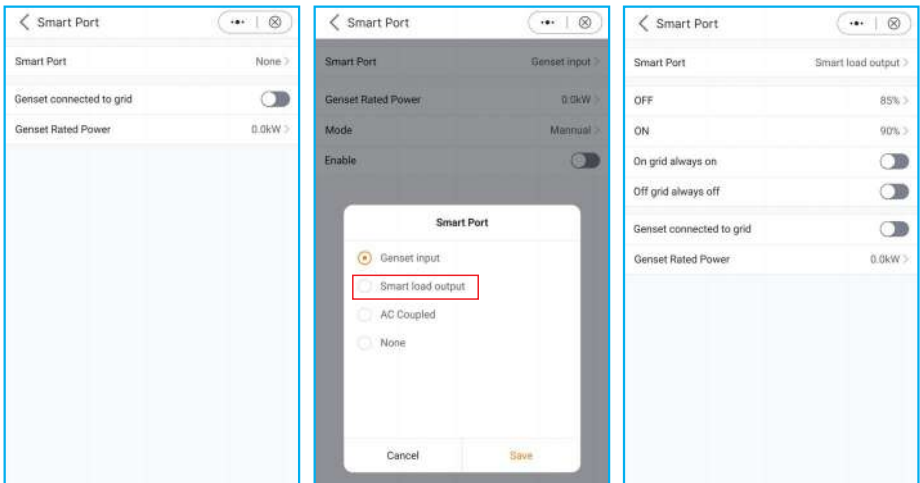 Smart Port
Smart Port None
Genset connected to grid
Genset Rated Power 0.0kW
Smart Port
Smart Port Genset input
Genset Rated Power 0.0kW
Mode Mannual
Enable
Smart Port
Genset input
Smart load output
AC Coupled
None
Cancel Save
Smart Port
Smart Port Smart load output
OFF 85%
ON 90%
On grid always on
Off grid always off
Genset connected to grid
Genset Rated Power 0.0kW